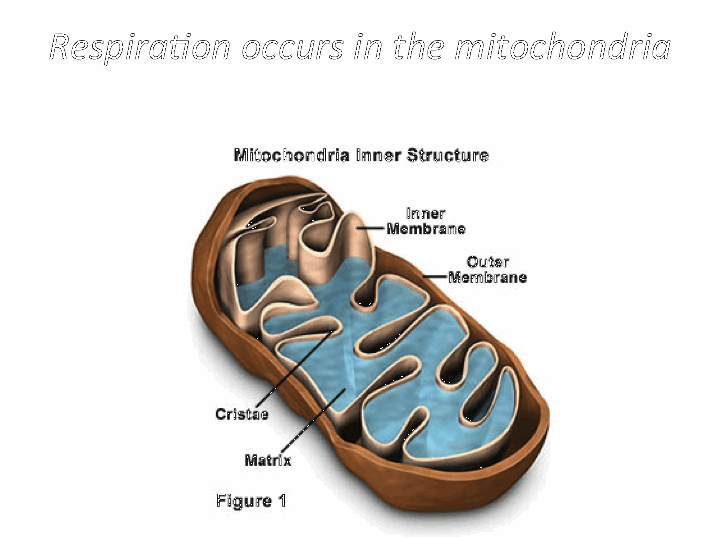 Respiration occurs in the mitochondria
Mitochondria Inner Structure
Inner
Membrane
Outer
Membrane
Cristae
Matrix
Figure 1